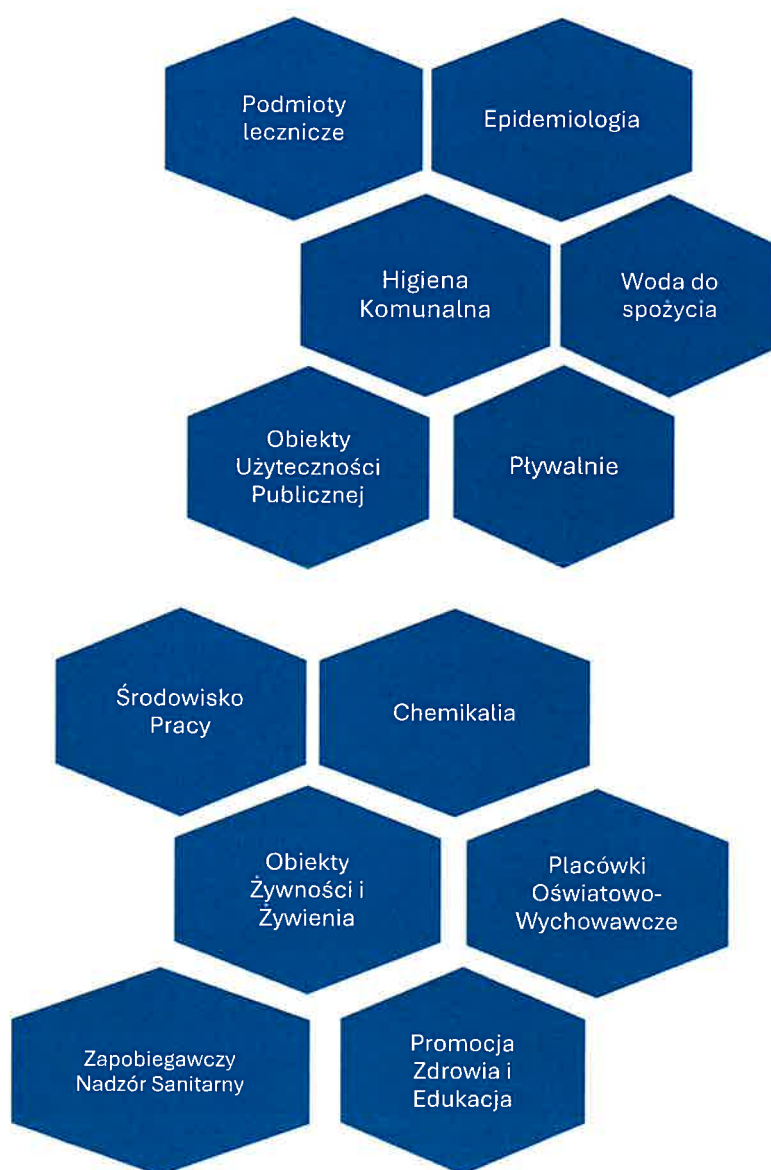 Podmioty
lecznicze
Epidemiologia
Higiena
Komunalna
Woda do
spożycia
Obiekty
Użyteczności
Publicznej
Pływalnie
Środowisko
Pracy
Chemikalia
Obiekty
Żywności i
Żywienia
Placówki
Oświatowo-
Wychowawcze
Zapobiegawczy
Nadzór Sanitarny
Promocja
Zdrowia i
Edukacja